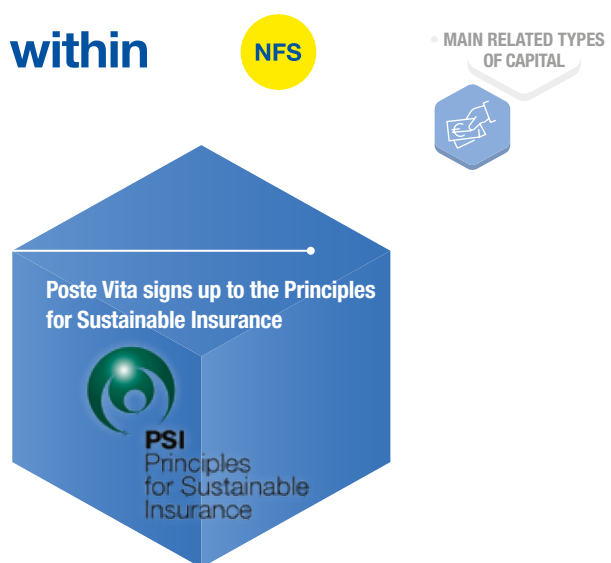 within
NFS
• MAIN RELATED TYPES
OF CAPITAL
€
Poste Vita signs up to the Principles
for Sustainable Insurance
PSI
Principles
for Sustainable
Insurance